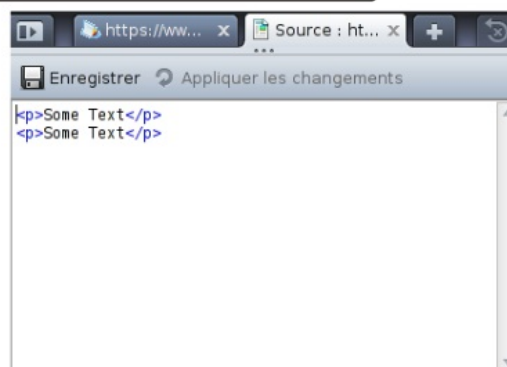 https://ww... x Source : ht... x
Enregistrer Appliquer les changements
<p>Some Text</p>
<p>Some Text</p>